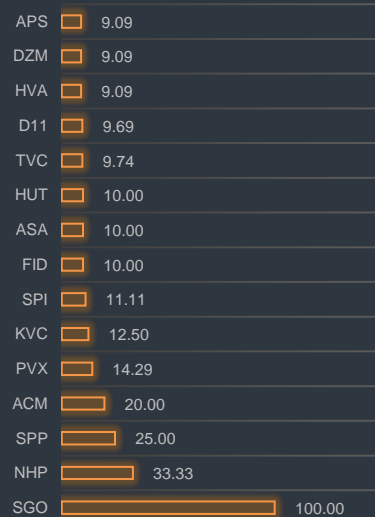 APS 9.09
DZM 9.09
HVA 9.09
D11 9.69
TVC 9.74
HUT 10.00
ASA 10.00
FID 10.00
SPI 11.11
KVC 12.50
PVX 14.29
ACM 20.00
SPP 25.00
NHP 33.33
SGO 100.00